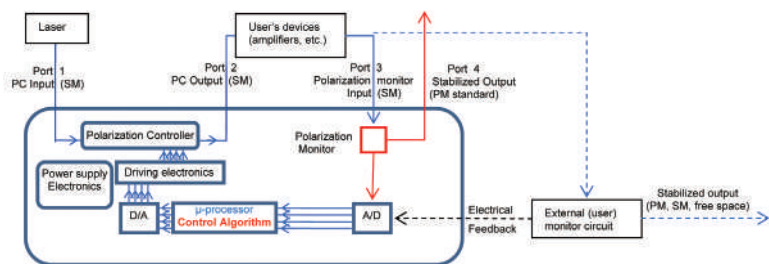 Laser
User's devices
(amplifiers, etc.)
Port 1
PC Input (SM)
Port 2
PC Output (SM)
Port 3
Polarization monitor
Input (SM)
Port 4
Stabilized Output
(PM standard)
Polarization Controller
Polarization
Monitor
Power supply
Electronics
Driving electronics
D/A
μ-processor
Control Algorithm
A/D
Electrical
Feedback
External (user)
monitor circuit
Stabilized output
(PM, SM, free space)